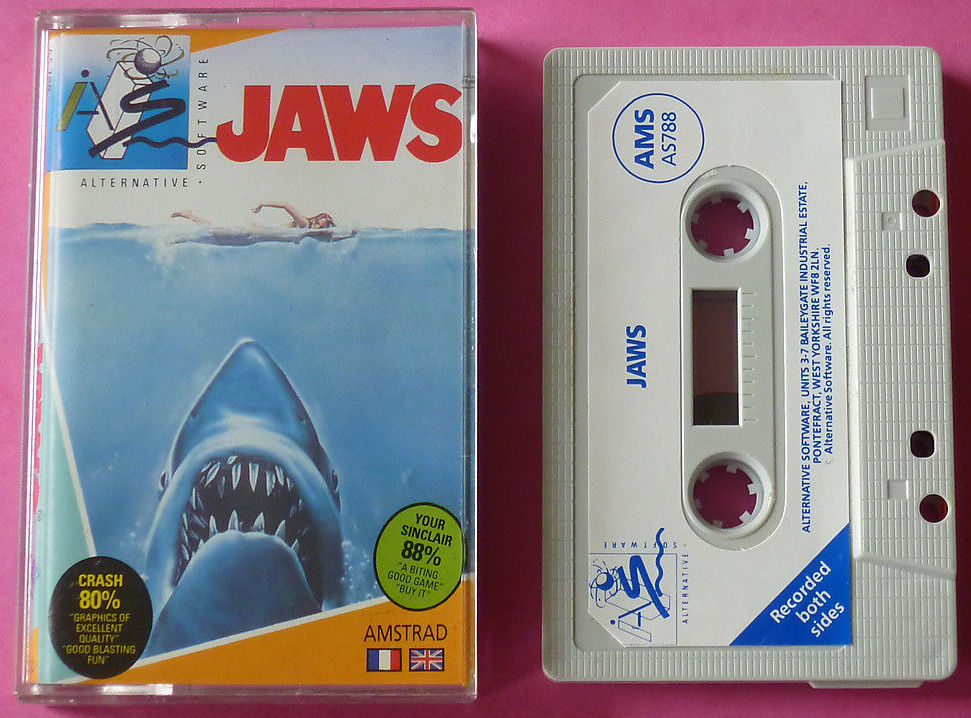 SOFTWARE
JAWS
ALTERNATIVE •
YOUR
SINCLAIR
88%
"A BITING
GOOD GAME"
"BUY IT"
CRASH
80%
"GRAPHICS OF
EXCELLENT
QUALITY"
"GOOD BLASTING
FUN"
AMSTRAD
AMS
AS788
JAWS
ALTERNATIVE SOFTWARE, UNITS 3-7 BAILEYGATE INDUSTRIAL ESTATE,
PONTEFRACT, WEST YORKSHIRE WF8 2LN.
© Alternative Software. All rights reserved.
SOFTWARE
ALTERNATIVE •
Recorded
both
sides